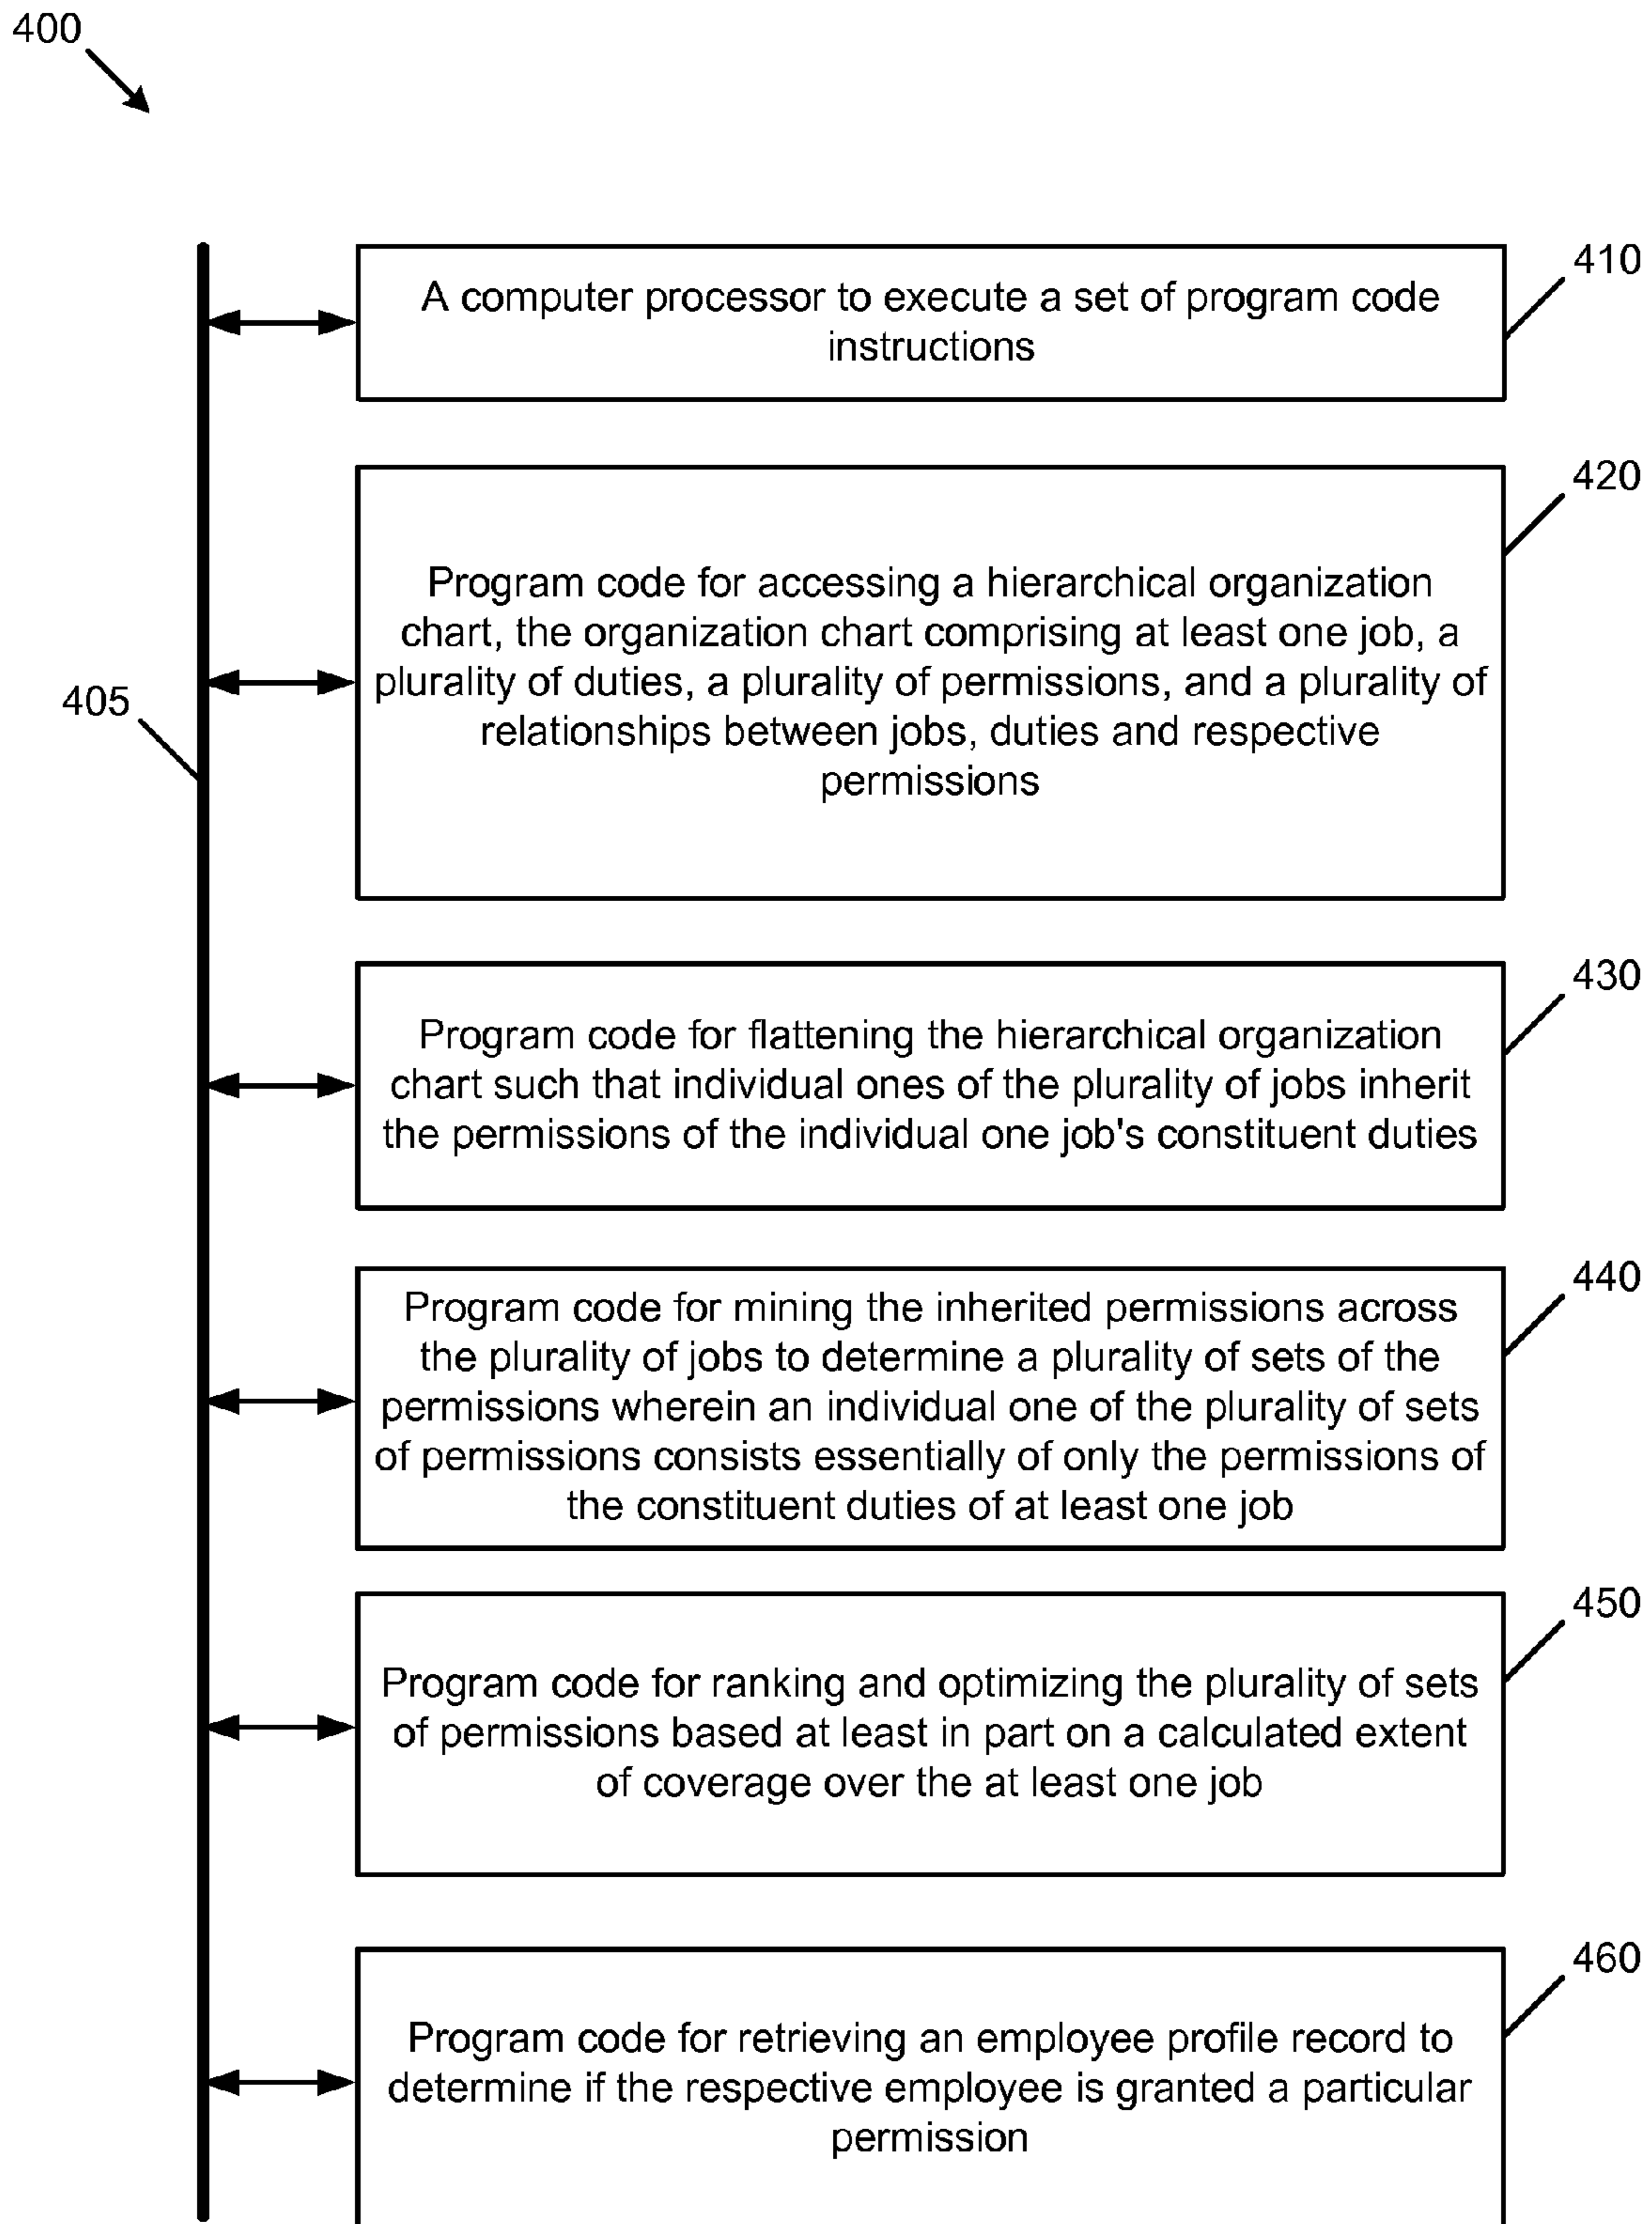 400
410
A computer processor to execute a set of program code
instructions
420
Program code for accessing a hierarchical organization
chart, the organization chart comprising at least one job, a
plurality of duties, a plurality of permissions, and a plurality of
relationships between jobs, duties and respective
permissions
405
430
Program code for flattening the hierarchical organization
chart such that individual ones of the plurality of jobs inherit
the permissions of the individual one job's constituent duties
440
Program code for mining the inherited permissions across
the plurality of jobs to determine a plurality of sets of the
permissions wherein an individual one of the plurality of sets
of permissions consists essentially of only the permissions of
the constituent duties of at least one job
450
Program code for ranking and optimizing the plurality of sets
of permissions based at least in part on a calculated extent
of coverage over the at least one job
460
Program code for retrieving an employee profile record to
determine if the respective employee is granted a particular
permission